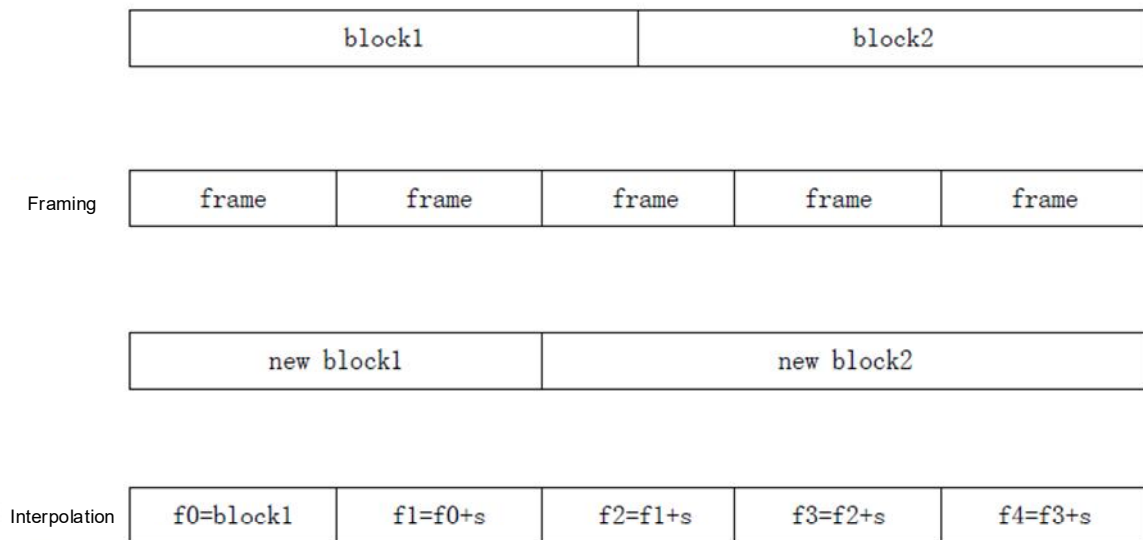 block1 block2
Framing frame frame frame frame frame
new block1 new block2
Interpolation f0=block1 f1=f0+s f2=f1+s f3=f2+s f4=f3+s